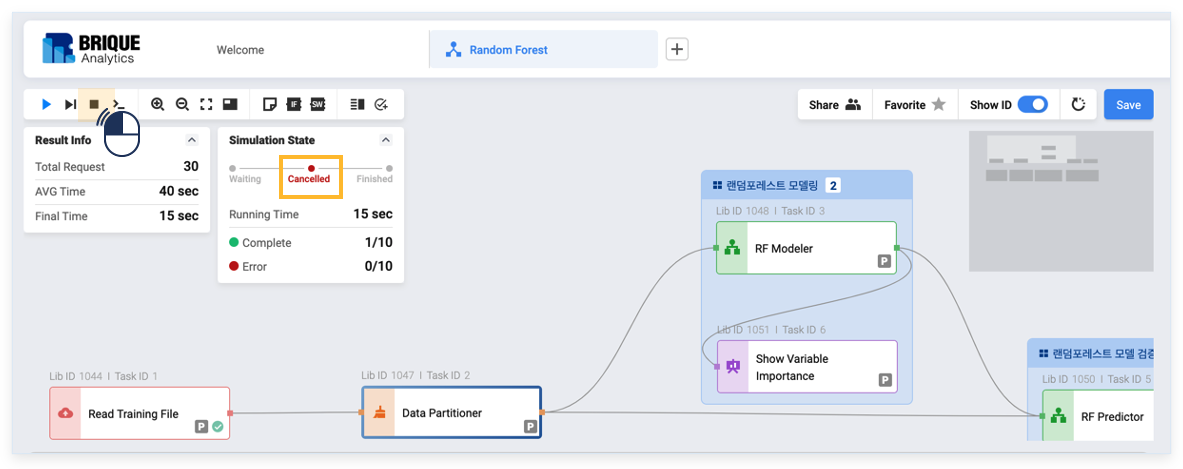 BRIQUE
Analytics
Welcome
Random Forest
IF
SW
Share
Favorite
Show ID
Save
Result Info
Total Request 30
AVG Time 40 sec
Final Time 15 sec
Simulation State
Waiting
Cancelled
Finished
Running Time 15 sec
Complete 1/10
Error 0/10
랜덤포레스트 모델링 2
Lib ID 1048 | Task ID 3
RF Modeler
P
Lib ID 1051 | Task ID 6
Show Variable
Importance
P
랜덤포레스트 모델 검증
Lib ID 1050 | Task ID 5
RF Predictor
Lib ID 1044 | Task ID 1
Read Training File
P
Lib ID 1047 | Task ID 2
Data Partitioner
P